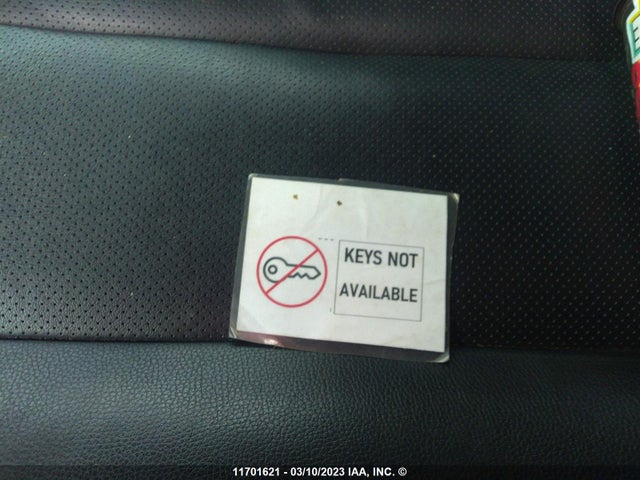 KEYS NOT
AVAILABLE
11701621 - 03/10/2023 IAA, INC. ©